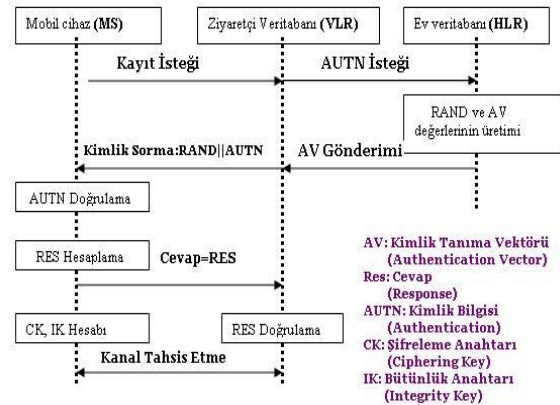 Mobil cihaz (MS)
Ziyaretçi Veritabanı (VLR)
Ev veritabanı (HLR)
Kayıt İsteği
AUTN İsteği
RAND ve AV
değerlerinin üretimi
Kimlik Sorma:RAND||AUTN
AV Gönderimi
AUTN Doğrulama
RES Hesaplama
Cevap=RES
CK, IK Hesabı
RES Doğrulama
Kanal Tahsis Etme
AV: Kimlik Tanıma Vektörü
(Authentication Vector)
Res: Cevap
(Response)
AUTN: Kimlik Bilgisi
(Authentication)
CK: Şifreleme Anahtarı
(Ciphering Key)
IK: Bütünlük Anahtarı
(Integrity Key)